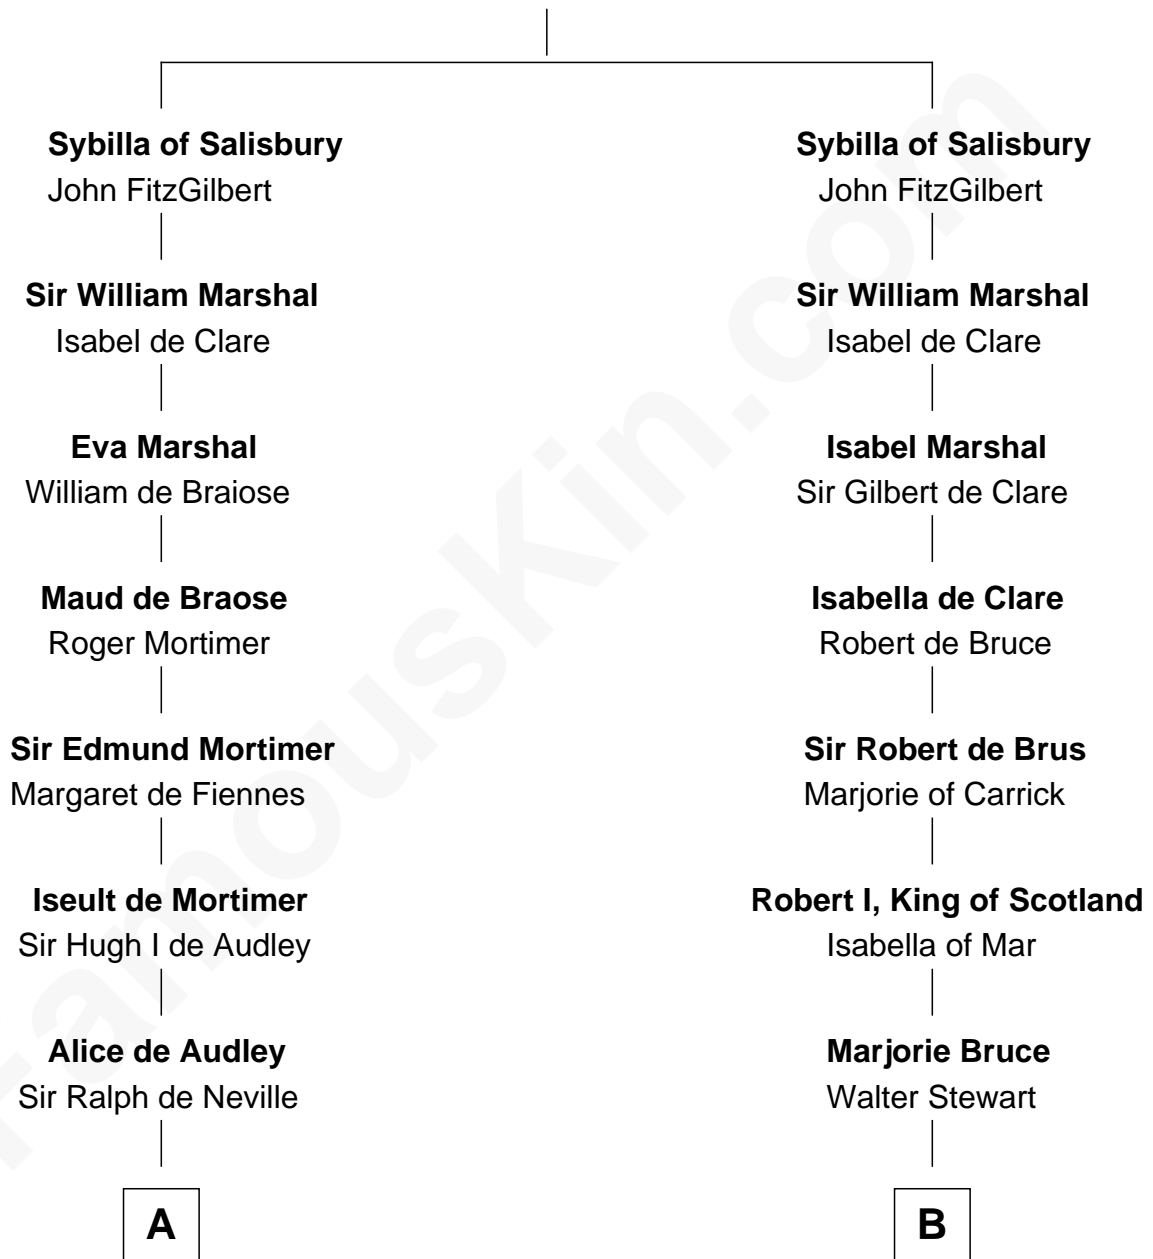 Sybilla of Salisbury
John FitzGilbert
Sir William Marshal
Isabel de Clare
Eva Marshal
William de Braiose
Maud de Braose
Roger Mortimer
Sir Edmund Mortimer
Margaret de Fiennes
Iseult de Mortimer
Sir Hugh I de Audley
Alice de Audley
Sir Ralph de Neville
A
Sybilla of Salisbury
John FitzGilbert
Sir William Marshal
Isabel de Clare
Isabel Marshal
Sir Gilbert de Clare
Isabella de Clare
Robert de Bruce
Sir Robert de Brus
Marjorie of Carrick
Robert I, King of Scotland
Isabella of Mar
Marjorie Bruce
Walter Stewart
B
FamousKin.com